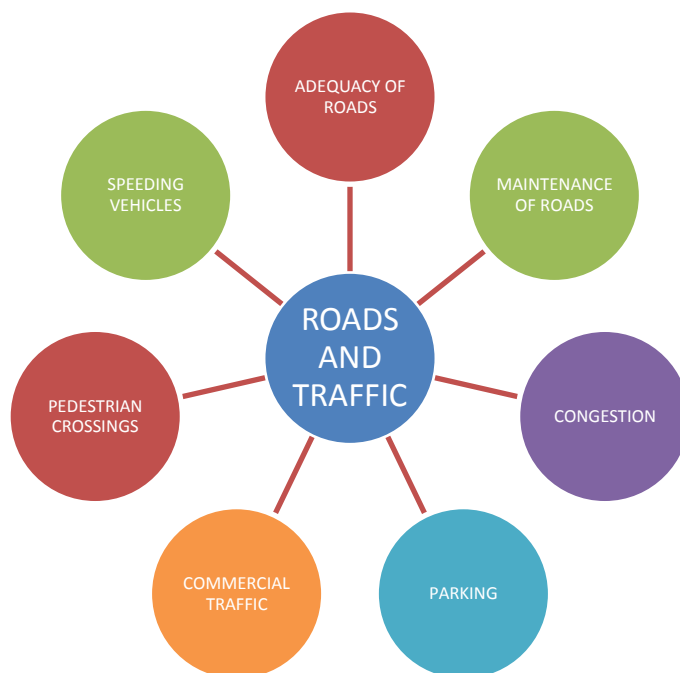 ADEQUACY OF
ROADS
MAINTENANCE
OF ROADS
CONGESTION
PARKING
COMMERCIAL
TRAFFIC
PEDESTRIAN
CROSSINGS
SPEEDING
VEHICLES
ROADS
AND
TRAFFIC